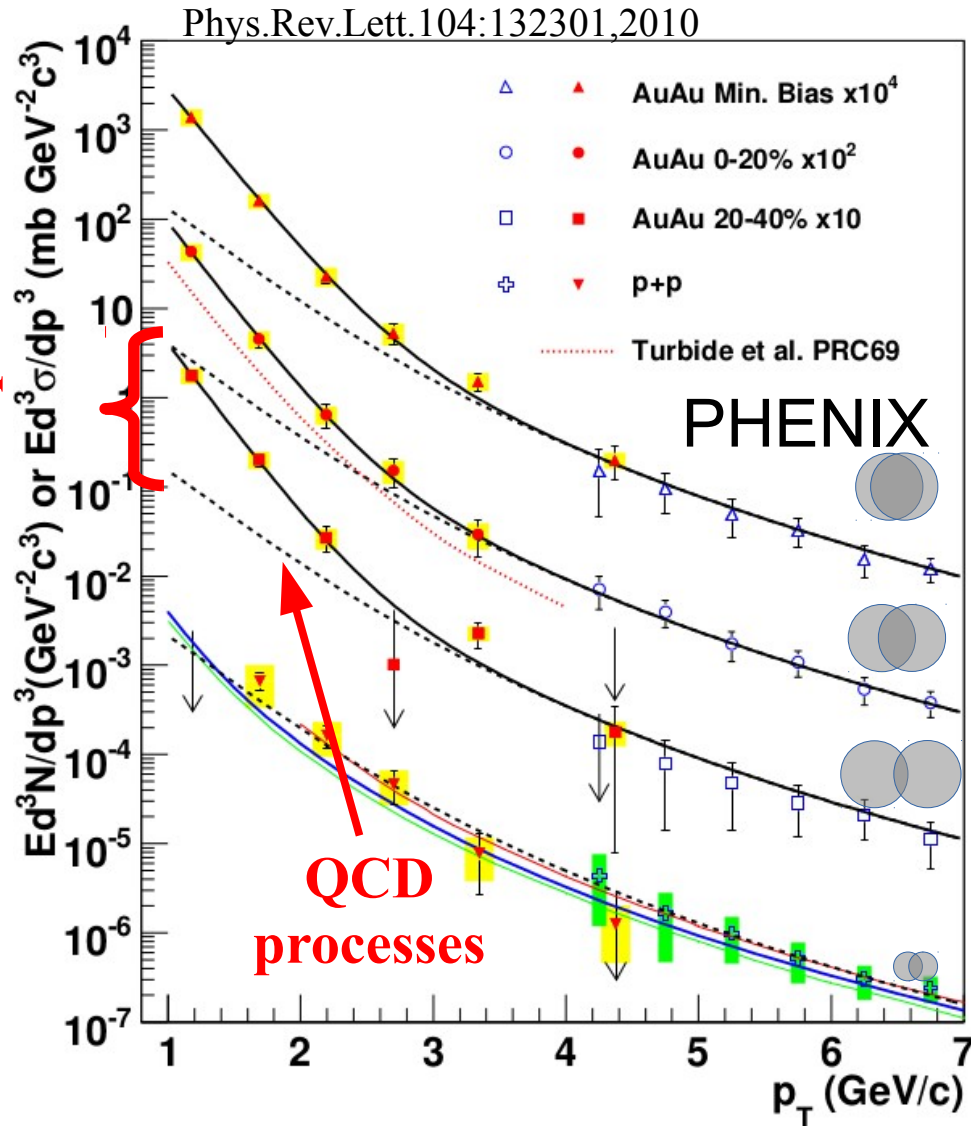 Phys.Rev.Lett.104:132301,2010
Ed³N/dp³(GeV⁻²c³) or Ed³σ/dp³ (mb GeV⁻²c³)
10⁴
10³
10²
10
1
10⁻¹
10⁻²
10⁻³
10⁻⁴
10⁻⁵
10⁻⁶
10⁻⁷
AuAu Min. Bias x10⁴
AuAu 0-20% x10²
AuAu 20-40% x10
p+p
Turbide et al. PRC69
PHENIX
QCD
processes
1 2 3 4 5 6 7
p_T (GeV/c)